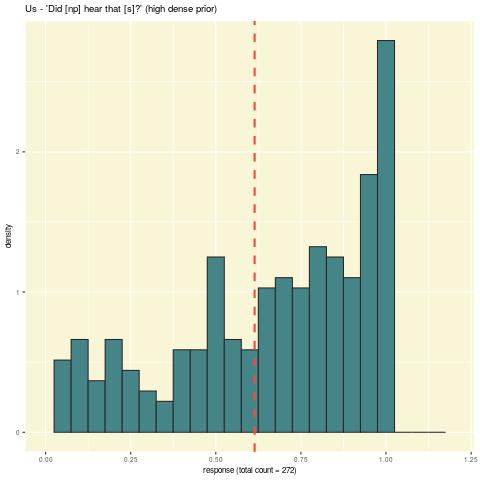 Us - 'Did [np] hear that [s]?' (high dense prior)
2
1
0
density
0.00 0.25 0.50 0.75 1.00 1.25
response (total count = 272)